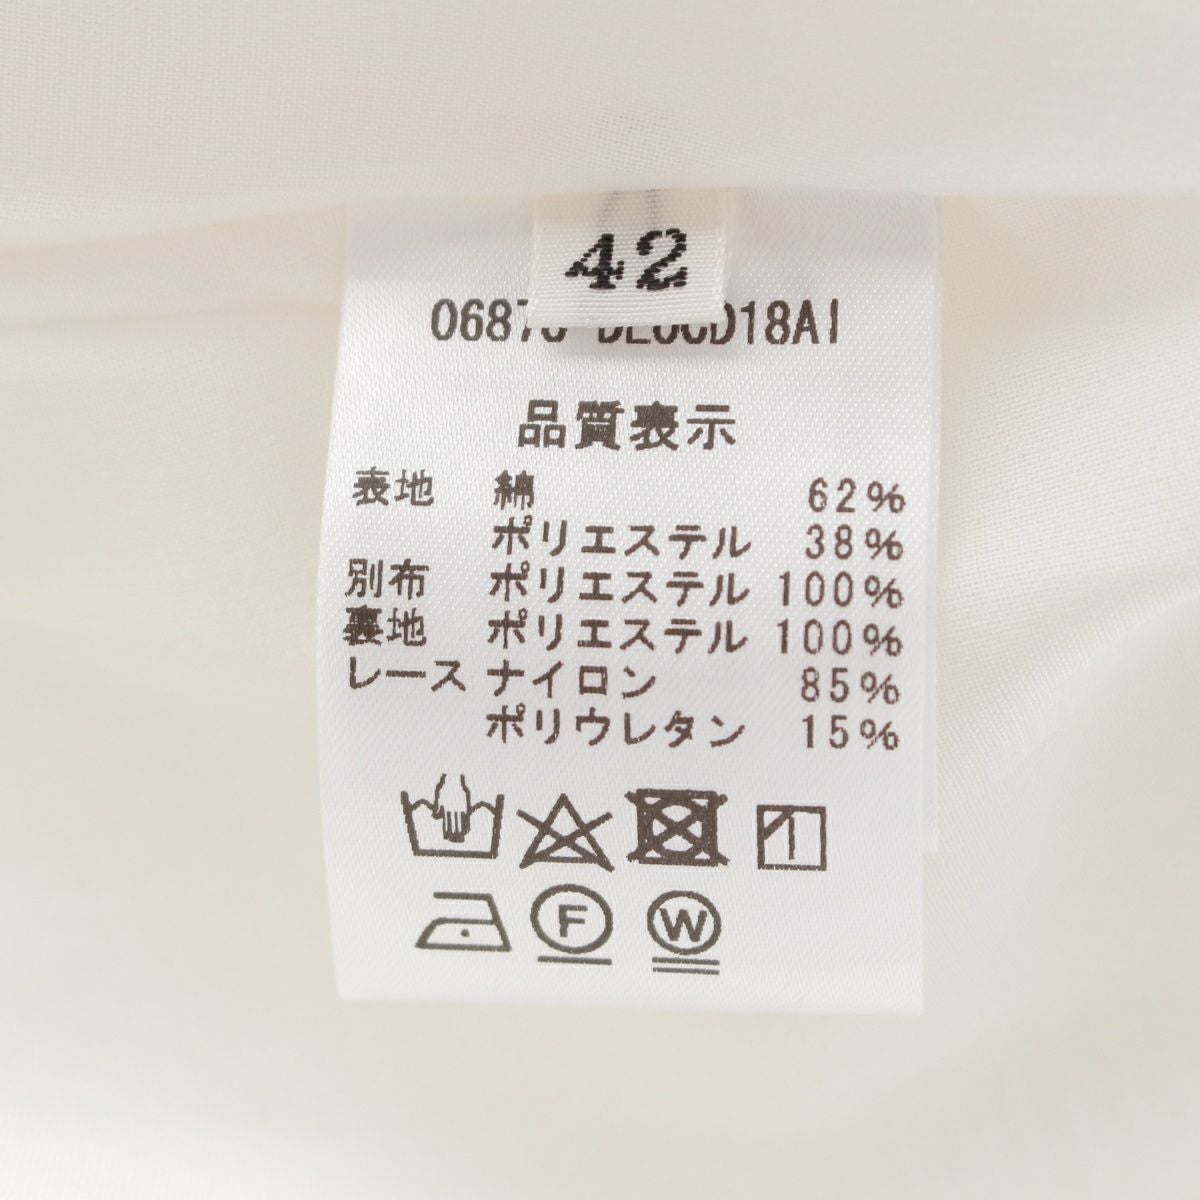 42
品質表示
表地 綿 62%
ポリエステル 38%
別布 ポリエステル 100%
裏地 ポリエステル 100%
レース ナイロン 85%
ポリウレタン 15%
F W